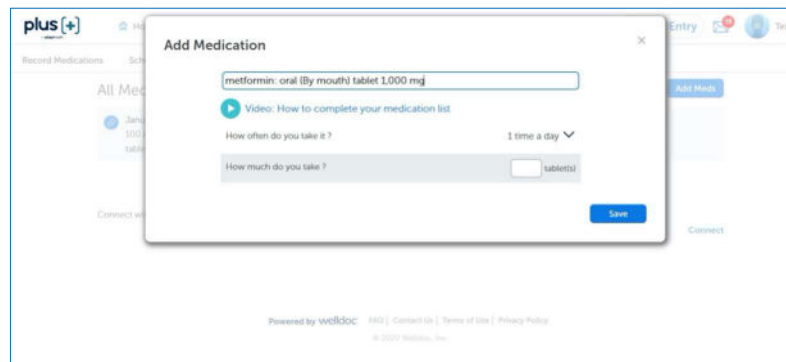 plus [+]
Entry
Record Medications
Add Medication
All Med
Add Meds
metformin: oral (By mouth) tablet 1,000 mg
Video: How to complete your medication list
How often do you take it ?
1 time a day
How much do you take ?
tablet(s)
Save
Connect
Powered by welldoc FAQ | Contact Us | Terms of Use | Privacy Policy
© 2020 Welldoc, Inc.